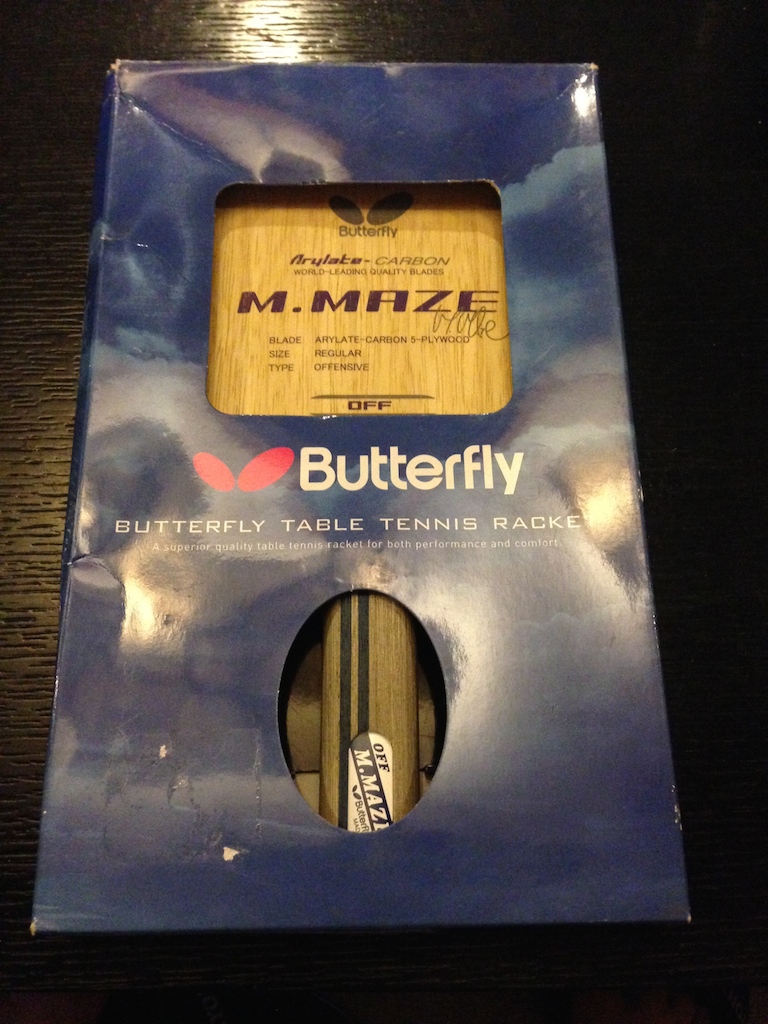 Butterfly
Arylate-CARBON
WORLD-LEADING QUALITY BLADES
M.MAZE
BLADE ARYLATE-CARBON 5-PLYWOOD
SIZE REGULAR
TYPE OFFENSIVE
OFF
Butterfly
BUTTERFLY TABLE TENNIS RACKE
A superior quality table tennis racket for both performance and comfort.
OFF
M.MAZE
Butterfly